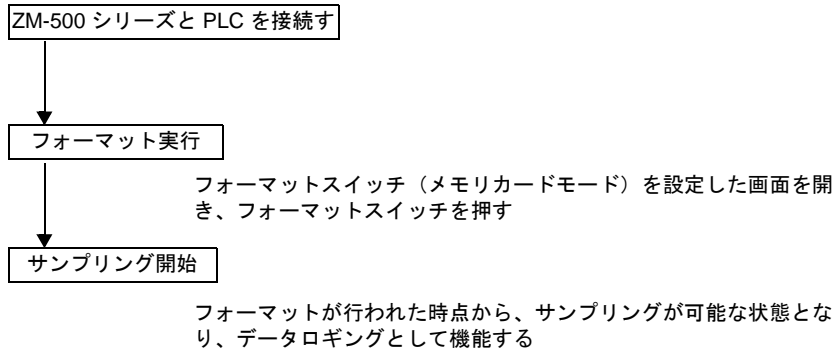 ZM-500 シリーズと PLC を接続す
フォーマット実行
フォーマットスイッチ（メモリカードモード）を設定した画面を開
き、フォーマットスイッチを押す
サンプリング開始
フォーマットが行われた時点から、サンプリングが可能な状態とな
り、データロギングとして機能する